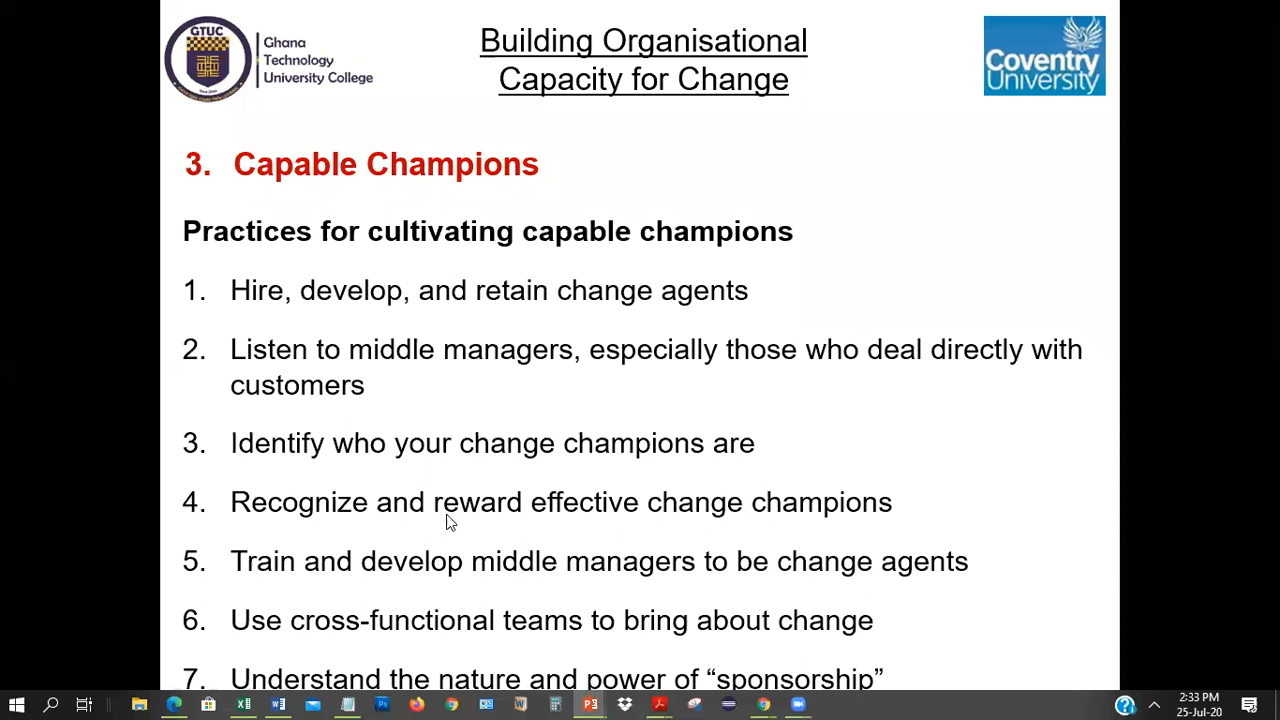 GTUC
Ghana
Technology
University College
Building Organisational
Capacity for Change
Coventry
University
3. Capable Champions
Practices for cultivating capable champions
1. Hire, develop, and retain change agents
2. Listen to middle managers, especially those who deal directly with
customers
3. Identify who your change champions are
4. Recognize and reward effective change champions
5. Train and develop middle managers to be change agents
6. Use cross-functional teams to bring about change
7. Understand the nature and power of “sponsorship”
2:33 PM
25-Jul-20